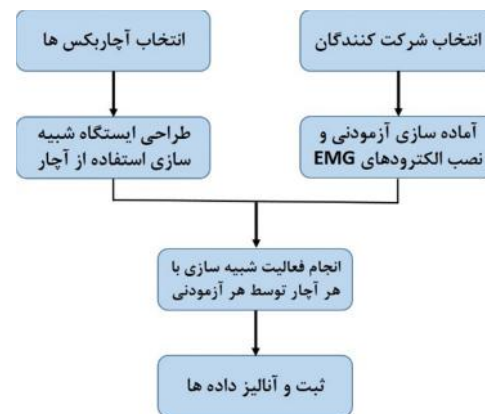 انتخاب شرکت کنندگان
انتخاب آچاربکس ها
آماده سازی آزمودنی و
نصب الکترودهای EMG
طراحی ایستگاه شبیه
سازی استفاده از آچار
انجام فعالیت شبیه سازی با
هر آچار توسط هر آزمودنی
ثبت و آنالیز داده ها